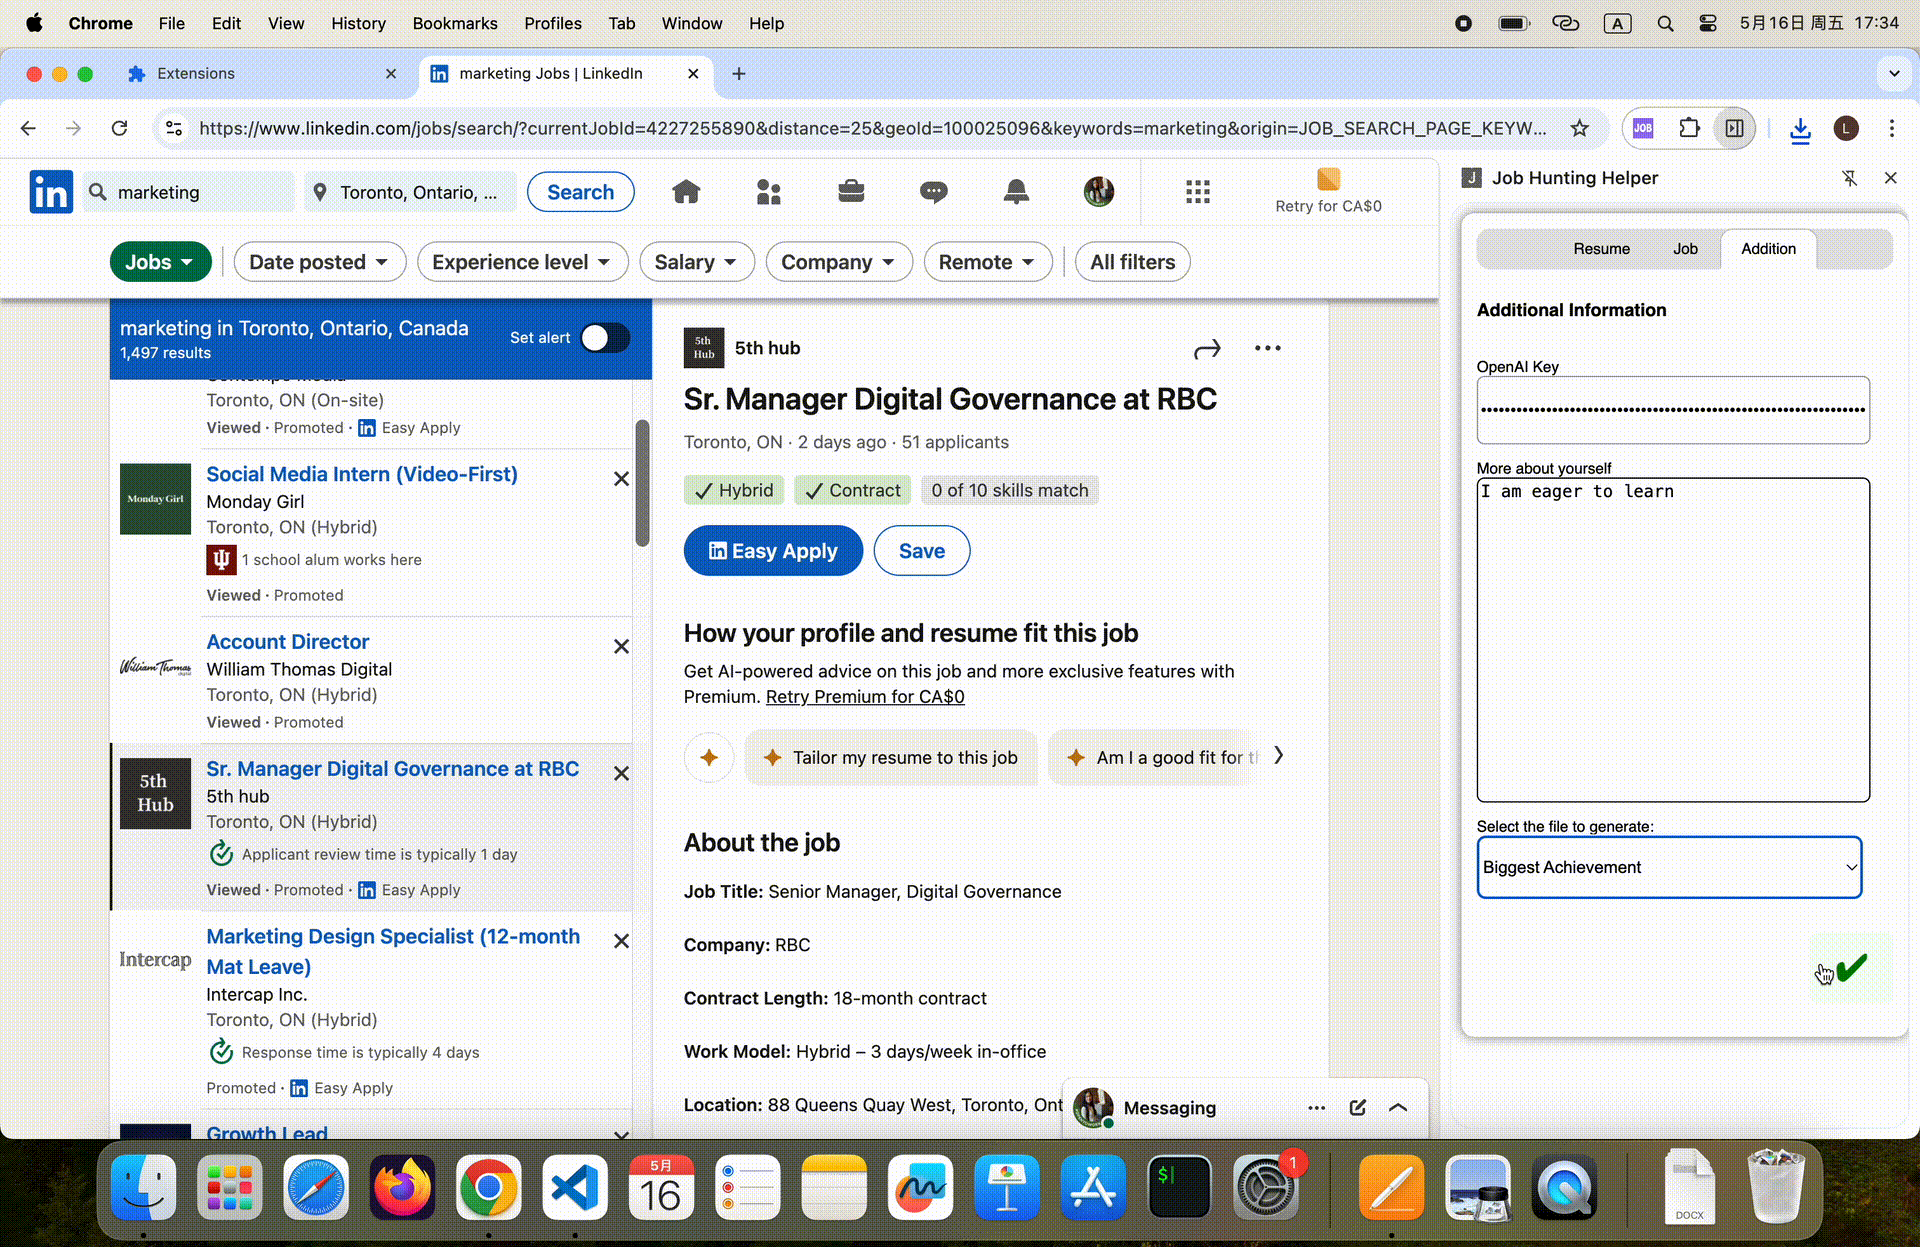 Chrome File Edit View History Bookmarks Profiles Tab Window Help
A
5月16日 周五 17:34
Extensions
marketing Jobs | LinkedIn
https://www.linkedin.com/jobs/search/?currentJobId=4227255890&distance=25&geoId=100025096&keywords=marketing&origin=JOB_SEARCH_PAGE_KEYW...
JOB
L
in
marketing
Toronto, Ontario, ...
Search
Retry for CA$0
Jobs
Date posted
Experience level
Salary
Company
Remote
All filters
marketing in Toronto, Ontario, Canada
1,497 results
Set alert
Contempo Media
Toronto, ON (On-site)
Viewed · Promoted · in Easy Apply
Monday Girl
Social Media Intern (Video-First)
Monday Girl
Toronto, ON (Hybrid)
1 school alum works here
Viewed · Promoted
William Thomas
Account Director
William Thomas Digital
Toronto, ON (Hybrid)
Viewed · Promoted
5th
Hub
Sr. Manager Digital Governance at RBC
5th hub
Toronto, ON (Hybrid)
Applicant review time is typically 1 day
Viewed · Promoted · in Easy Apply
Intercap
Marketing Design Specialist (12-month
Mat Leave)
Intercap Inc.
Toronto, ON (Hybrid)
Response time is typically 4 days
Promoted · in Easy Apply
Growth Lead
5th
Hub
5th hub
Sr. Manager Digital Governance at RBC
Toronto, ON · 2 days ago · 51 applicants
Hybrid
Contract
0 of 10 skills match
in Easy Apply
Save
How your profile and resume fit this job
Get AI-powered advice on this job and more exclusive features with
Premium. Retry Premium for CA$0
Tailor my resume to this job
Am I a good fit for
About the job
Job Title: Senior Manager, Digital Governance
Company: RBC
Contract Length: 18-month contract
Work Model: Hybrid – 3 days/week in-office
Location: 88 Queens Quay West, Toronto, Ont
Messaging
J
Job Hunting Helper
Resume
Job
Addition
Additional Information
OpenAI Key
More about yourself
I am eager to learn
Select the file to generate:
Biggest Achievement
5月
16
$
1
DOCX